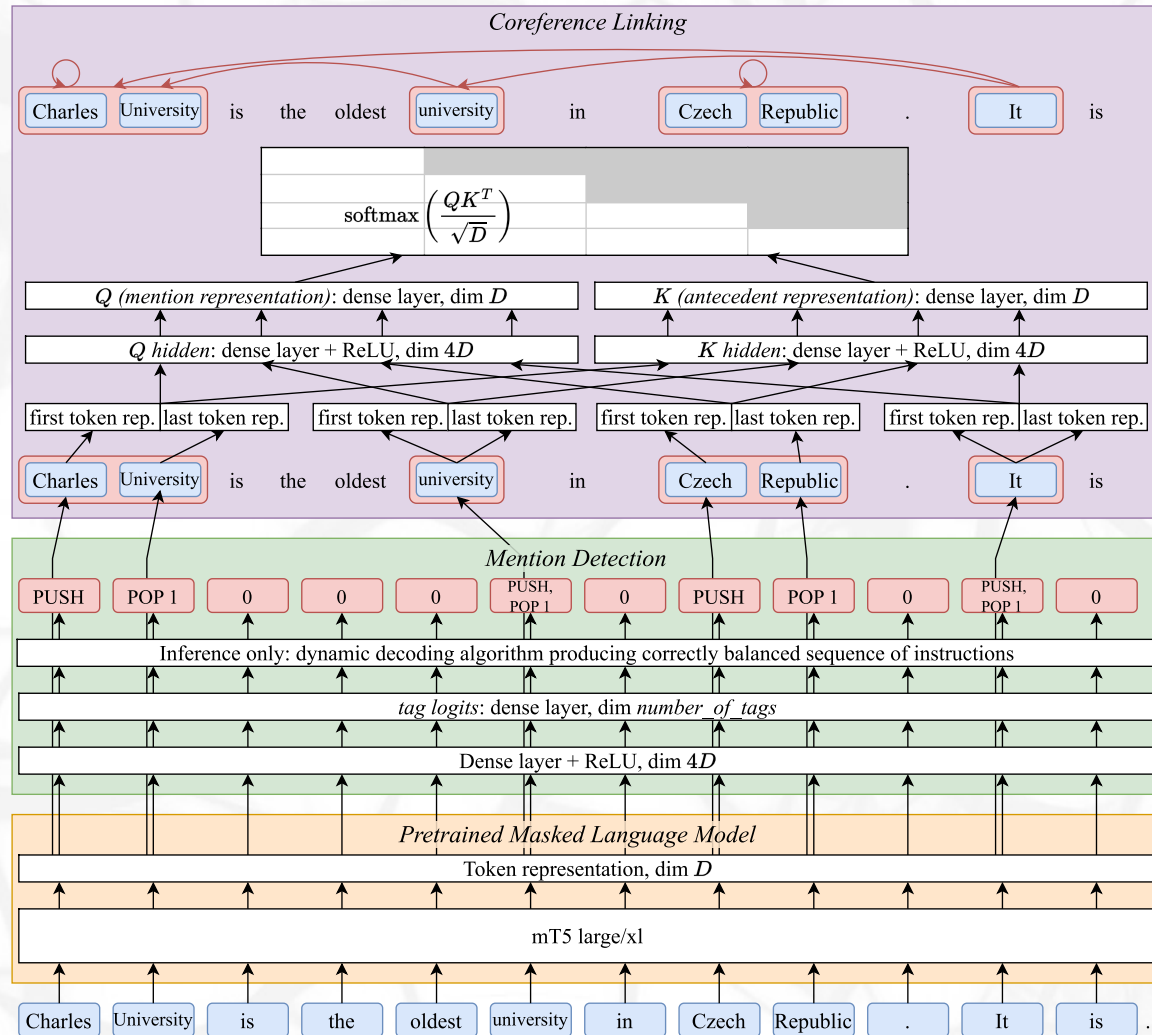 Coreference Linking
Charles University is the oldest university in Czech Republic . It is
softmax(QK^T/√D)
Q (mention representation): dense layer, dim D
K (antecedent representation): dense layer, dim D
Q hidden: dense layer + ReLU, dim 4D
K hidden: dense layer + ReLU, dim 4D
first token rep. last token rep. first token rep. last token rep. first token rep. last token rep. first token rep. last token rep.
Charles University is the oldest university in Czech Republic . It is
Mention Detection
PUSH POP 1 0 0 0 PUSH, POP 1 0 PUSH POP 1 0 PUSH, POP 1 0
Inference only: dynamic decoding algorithm producing correctly balanced sequence of instructions
tag logits: dense layer, dim number_of_tags
Dense layer + ReLU, dim 4D
Pretrained Masked Language Model
Token representation, dim D
mT5 large/xl
Charles University is the oldest university in Czech Republic . It is .